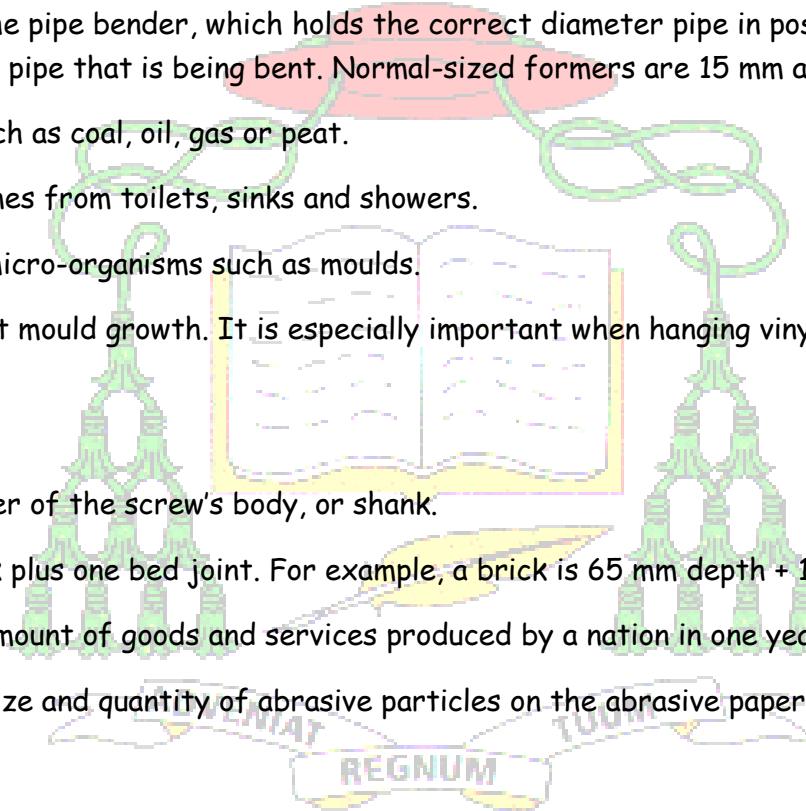 he pipe bender, which holds the correct diameter pipe in pos
pipe that is being bent. Normal-sized formers are 15 mm a
ch as coal, oil, gas or peat.
nes from toilets, sinks and showers.
micro-organisms such as moulds.
t mould growth. It is especially important when hanging viny
er of the screw's body, or shank.
plus one bed joint. For example, a brick is 65 mm depth + 1
mount of goods and services produced by a nation in one yea
ze and quantity of abrasive particles on the abrasive paper
ADVENIAT
TUUM
REGNUM